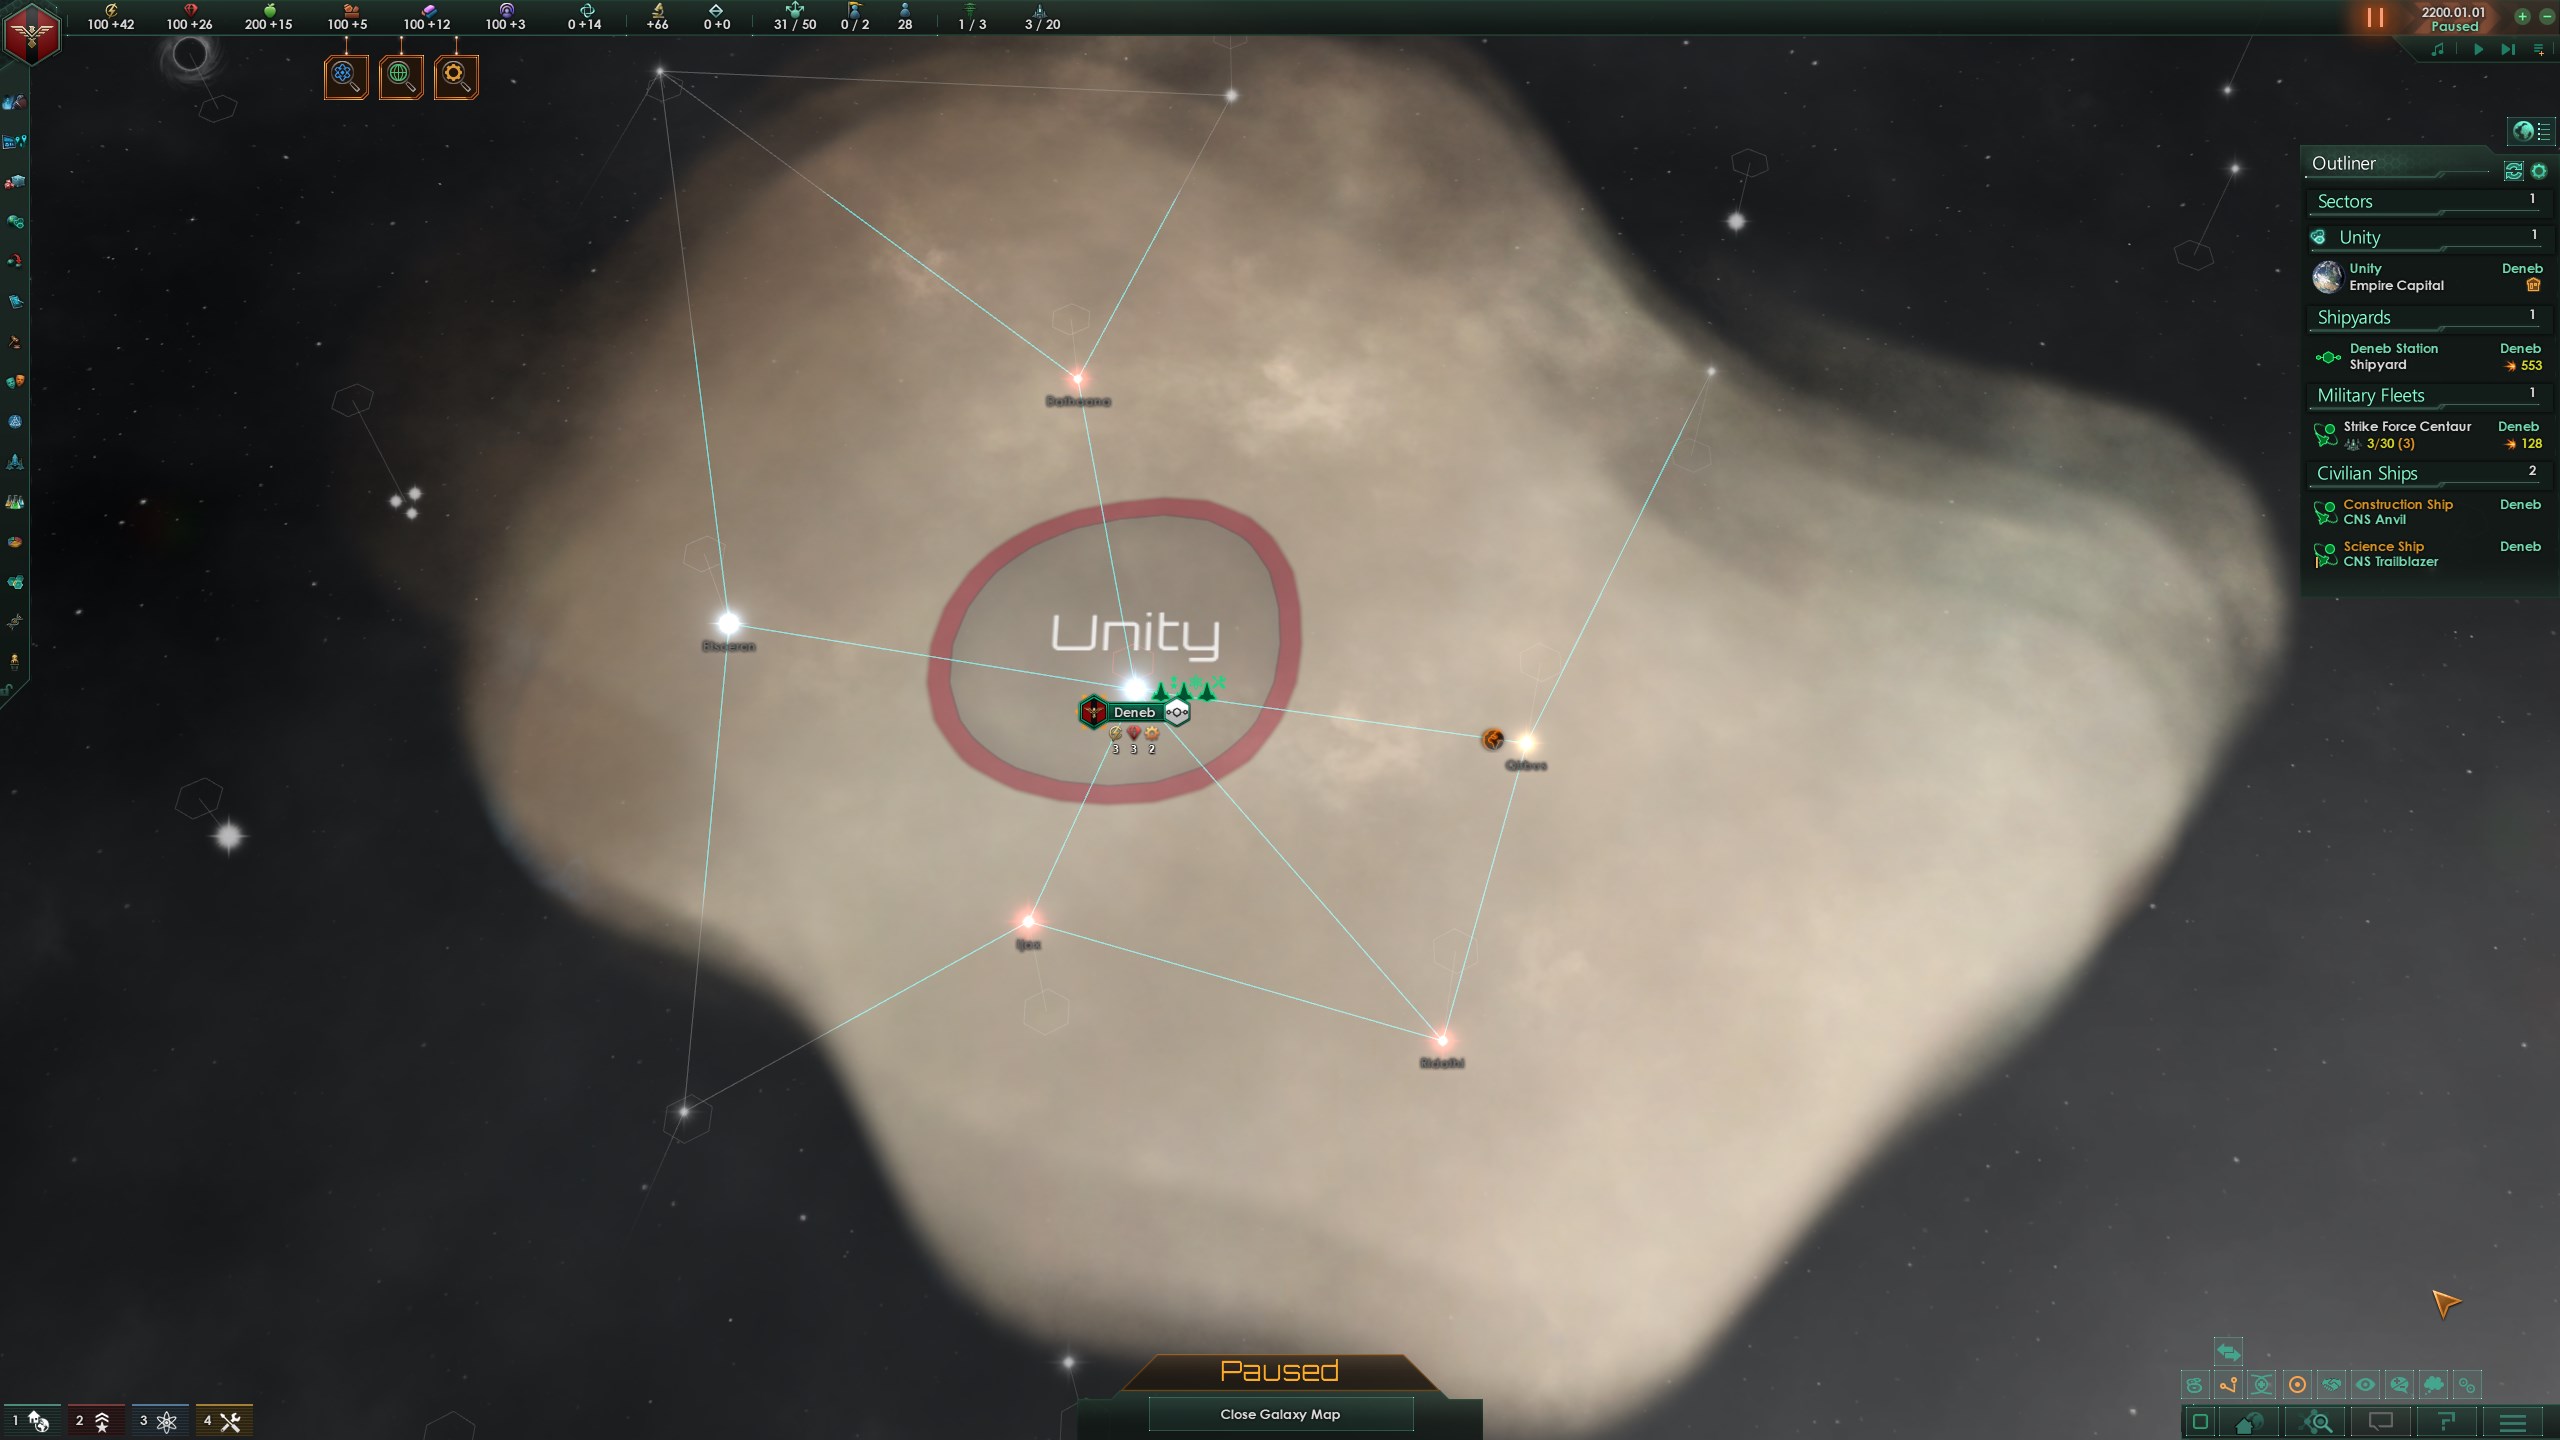 100 +42 100 +26 200 +15 100 +5 100 +12 100 +3 0 +14 +66 0 +0 31 / 50 0 / 2 28 1 / 3 3 / 20
2200.01.01
Paused
Outliner
Sectors 1
Unity 1
Unity Deneb
Empire Capital
Shipyards 1
Deneb Station Deneb
Shipyard 553
Military Fleets 1
Strike Force Centaur Deneb
3/30 (3) 128
Civilian Ships 2
Construction Ship Deneb
CNS Anvil
Science Ship Deneb
CNS Trailblazer
Unity
Deneb
3 3 2
Paused
Close Galaxy Map
1 2 3 4